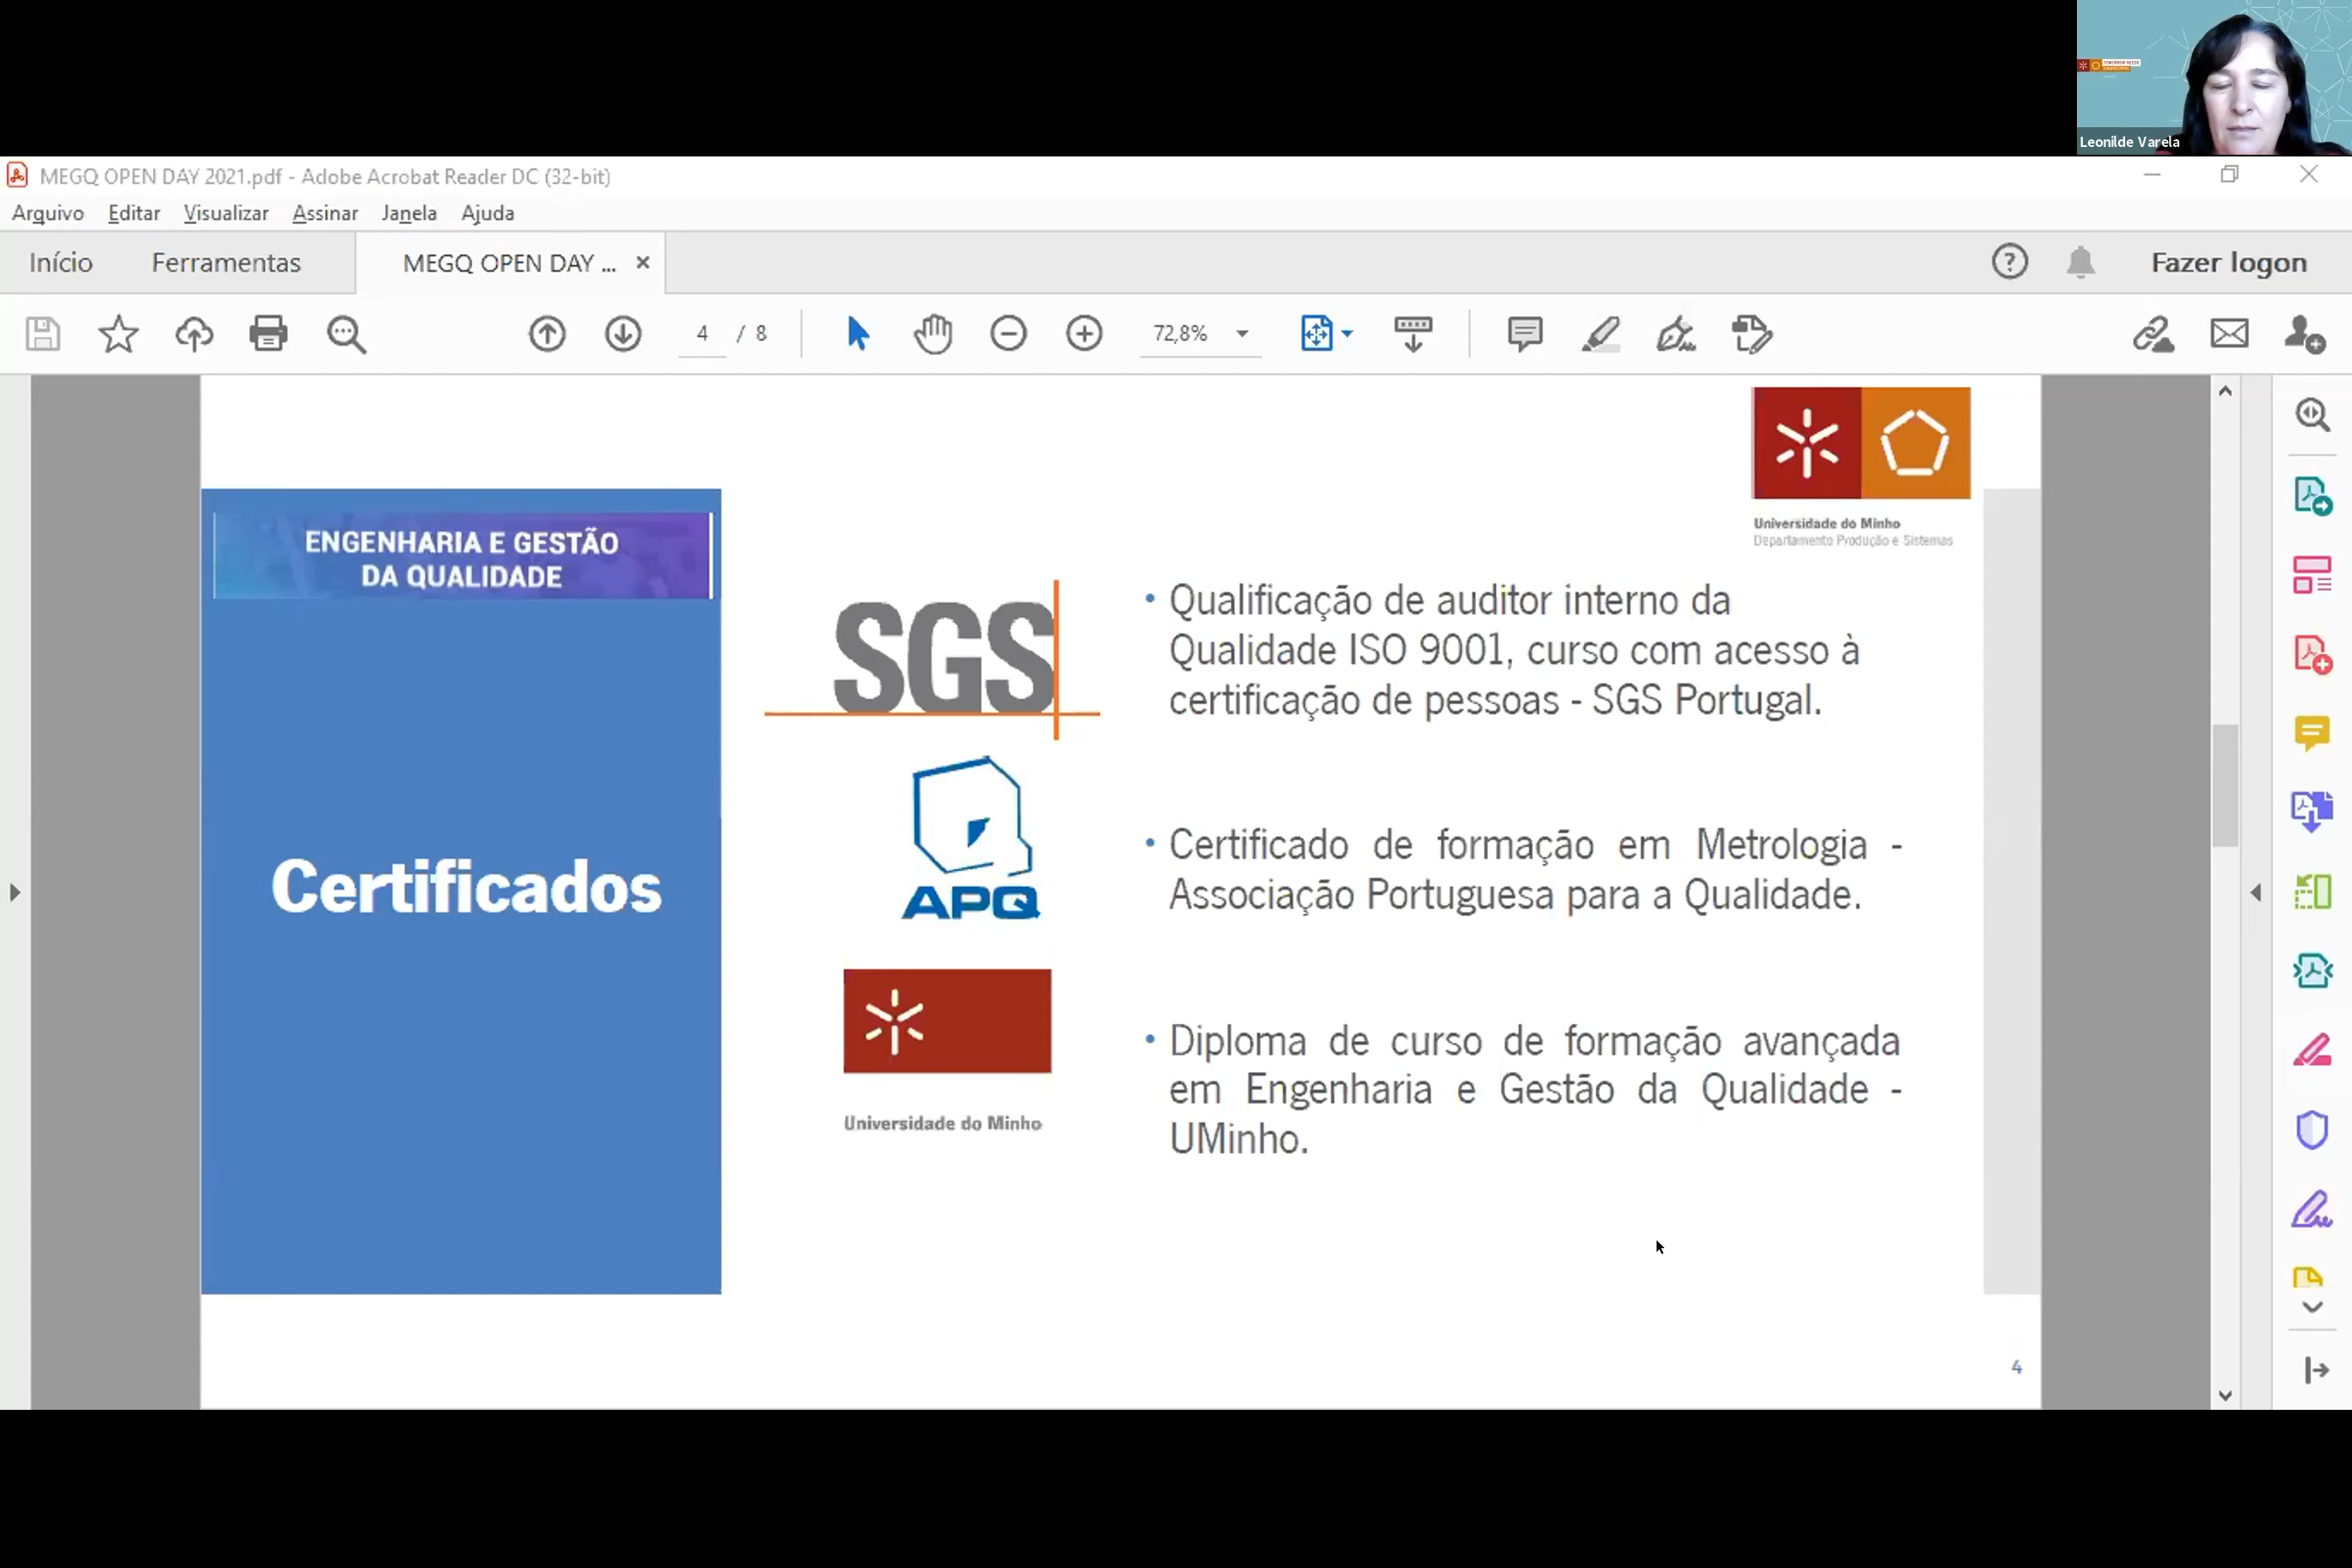 Leonilde Varela
MEGQ OPEN DAY 2021.pdf - Adobe Acrobat Reader DC (32-bit)
Arquivo Editar Visualizar Assinar Janela Ajuda
Início Ferramentas MEGQ OPEN DAY ... Fazer logon
4 / 8 72,8%
Universidade do Minho
Departamento Produção e Sistemas
ENGENHARIA E GESTÃO
DA QUALIDADE
Certificados
SGS
• Qualificação de auditor interno da
Qualidade ISO 9001, curso com acesso à
certificação de pessoas - SGS Portugal.
APQ
• Certificado de formação em Metrologia -
Associação Portuguesa para a Qualidade.
Universidade do Minho
• Diploma de curso de formação avançada
em Engenharia e Gestão da Qualidade -
UMinho.
4